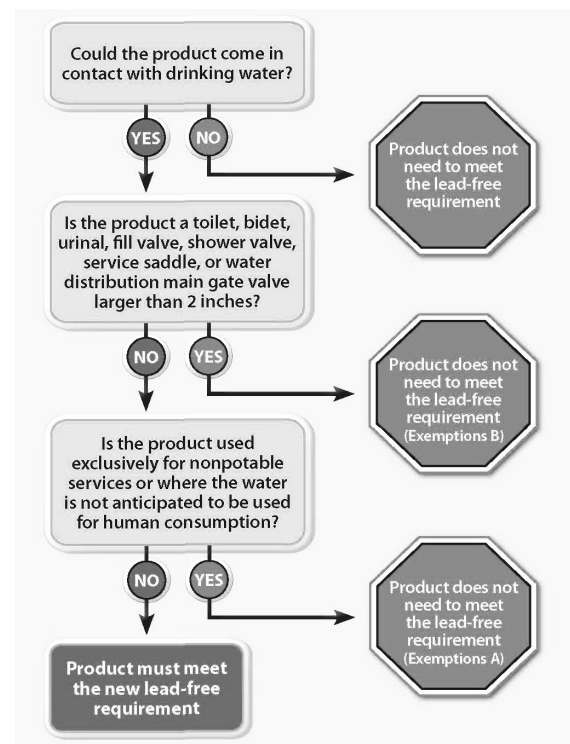 Could the product come in
contact with drinking water?
YES
NO
Product does not
need to meet
the lead-free
requirement
Is the product a toilet, bidet,
urinal, fill valve, shower valve,
service saddle, or water
distribution main gate valve
larger than 2 inches?
NO
YES
Product does not
need to meet
the lead-free
requirement
(Exemptions B)
Is the product used
exclusively for nonpotable
services or where the water
is not anticipated to be used
for human consumption?
NO
YES
Product does not
need to meet
the lead-free
requirement
(Exemptions A)
Product must meet
the new lead-free
requirement